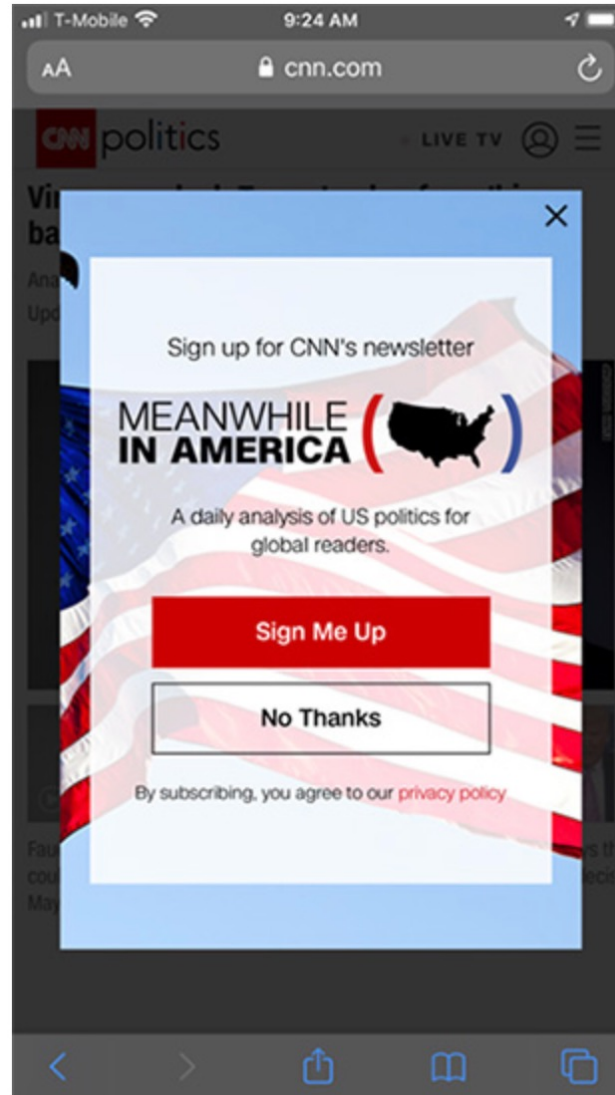 T-Mobile 9:24 AM
AA cnn.com
CNN politics LIVE TV
Sign up for CNN's newsletter
MEANWHILE
IN AMERICA
A daily analysis of US politics for
global readers.
Sign Me Up
No Thanks
By subscribing, you agree to our privacy policy